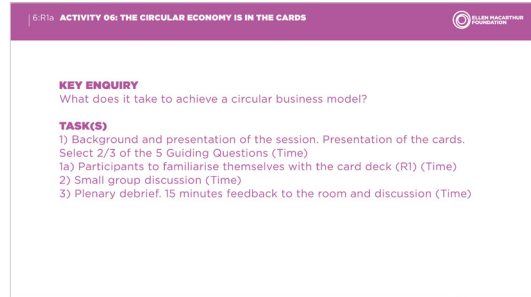 6:R1a ACTIVITY 06: THE CIRCULAR ECONOMY IS IN THE CARDS
ELLEN MACARTHUR
FOUNDATION
KEY ENQUIRY
What does it take to achieve a circular business model?
TASK(S)
1) Background and presentation of the session. Presentation of the cards.
Select 2/3 of the 5 Guiding Questions (Time)
1a) Participants to familiarise themselves with the card deck (R1) (Time)
2) Small group discussion (Time)
3) Plenary debrief. 15 minutes feedback to the room and discussion (Time)